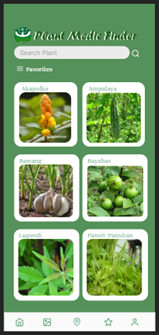 Plant Medic Finder
Search Plant
Favorites
Akapulko
Ampalaya
Bawang
Bayabas
Lagundi
Pansit-Pansitan